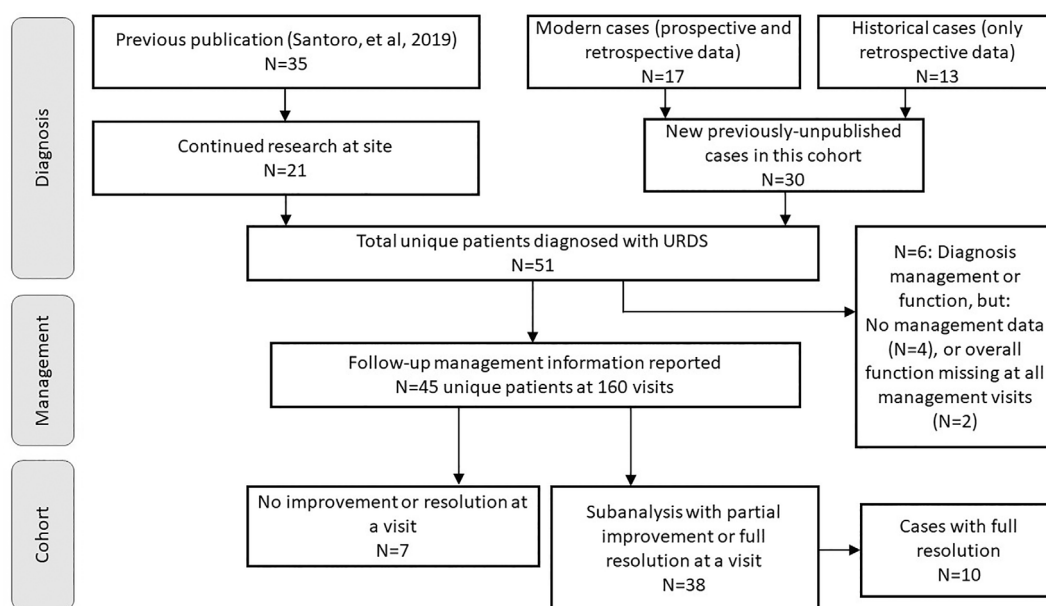 Diagnosis
Previous publication (Santoro, et al, 2019)
N=35
Modern cases (prospective and
retrospective data)
N=17
Historical cases (only
retrospective data)
N=13
Continued research at site
N=21
New previously-unpublished
cases in this cohort
N=30
Total unique patients diagnosed with URDS
N=51
N=6: Diagnosis
management or
function, but:
No management data
(N=4), or overall
function missing at all
management visits
(N=2)
Management
Follow-up management information reported
N=45 unique patients at 160 visits
Cohort
No improvement or resolution at
a visit
N=7
Subanalysis with partial
improvement or full
resolution at a visit
N=38
Cases with full
resolution
N=10